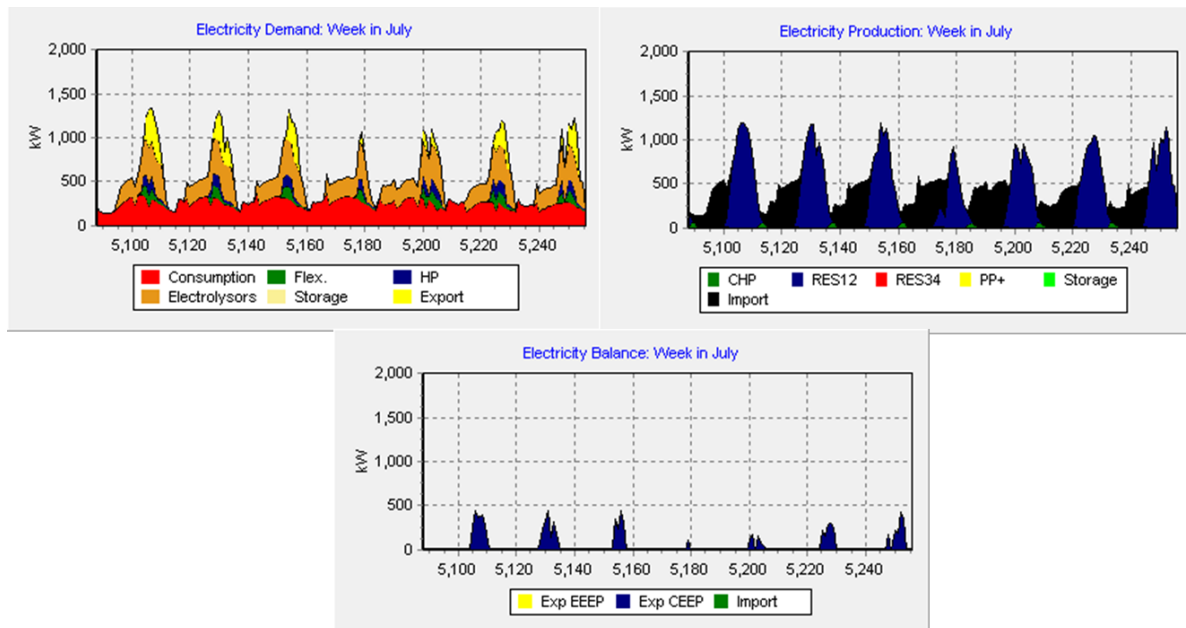 Electricity Demand: Week in July
2,000
1,500
1,000
500
0
kW
5,100 5,120 5,140 5,160 5,180 5,200 5,220 5,240
Consumption Flex. HP
Electrolysors Storage Export
Electricity Production: Week in July
2,000
1,500
1,000
500
0
kW
5,100 5,120 5,140 5,160 5,180 5,200 5,220 5,240
CHP RES12 RES34 PP+ Storage
Import
Electricity Balance: Week in July
2,000
1,500
1,000
500
0
kW
5,100 5,120 5,140 5,160 5,180 5,200 5,220 5,240
Exp EEEP Exp CEEP Import